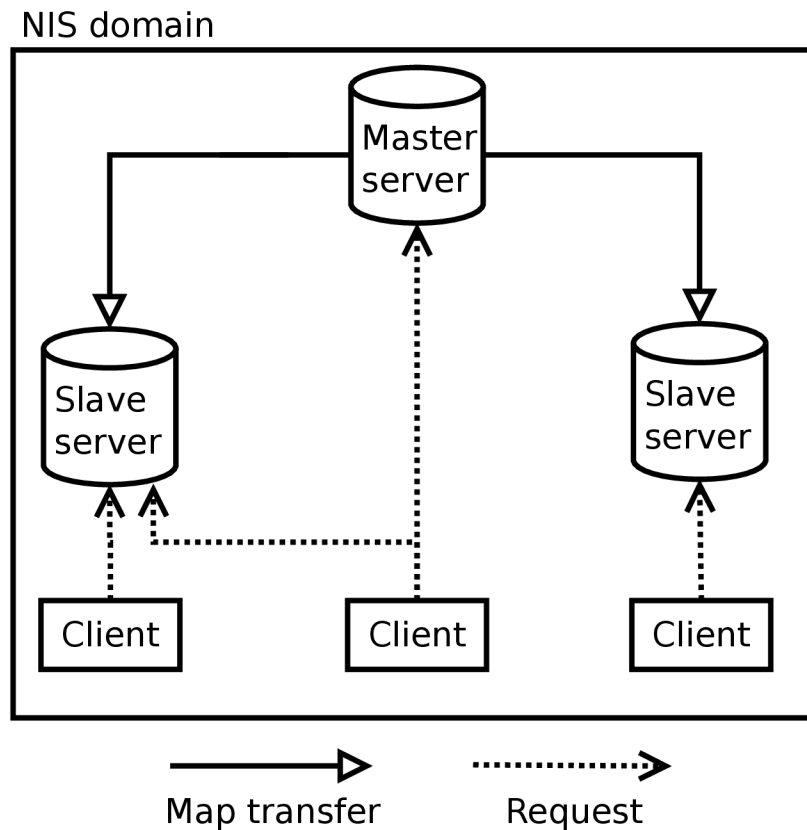 NIS domain
Master
server
Slave
server
Slave
server
Client
Client
Client
Map transfer
Request